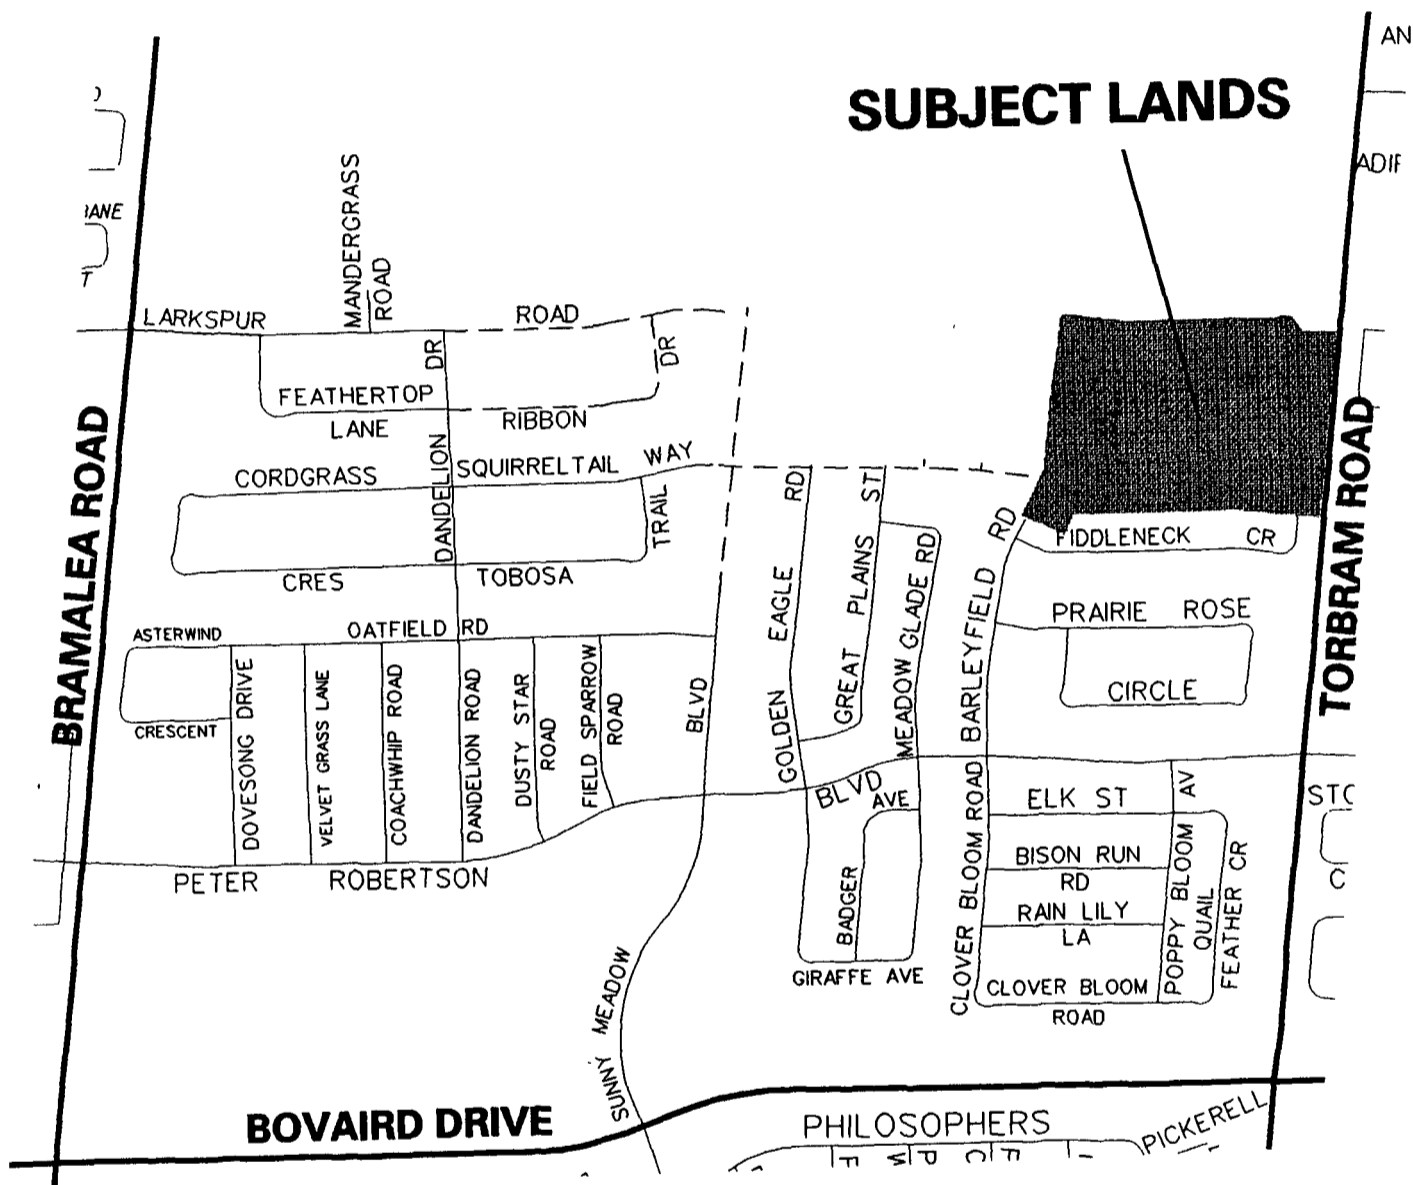 AN
SUBJECT LANDS
MANDERGRASS
ROAD
LARKSPUR
ROAD
DR
DR
FEATHERTOP
LANE
RIBBON
CORDGRASS
SQUIRRELTAIL
WAY
DANDELION
TRAIL
CRES
TOBOSA
BRAMALEA ROAD
TORBRAM ROAD
GOLDEN EAGLE RD
GREAT PLAINS ST
MEADOW GLADE RD
BARLEYFIELD RD
FIDDLENECK CR
PRAIRIE ROSE
CIRCLE
ASTERWIND
CRESCENT
OATFIELD RD
DOVESONG DRIVE
VELVET GRASS LANE
COACHWHIP ROAD
DANDELION ROAD
DUSTY STAR
ROAD
FIELD SPARROW
ROAD
BLVD
BLVD
AVE
BADGER
GIRAFFE AVE
PETER ROBERTSON
CLOVER BLOOM ROAD
ELK ST
BISON RUN
RD
RAIN LILY
LA
CLOVER BLOOM
ROAD
POPPY BLOOM AV
QUAIL
FEATHER CR
SUNNY MEADOW
BOVAIRD DRIVE
PHILOSOPHERS
PICKERELL